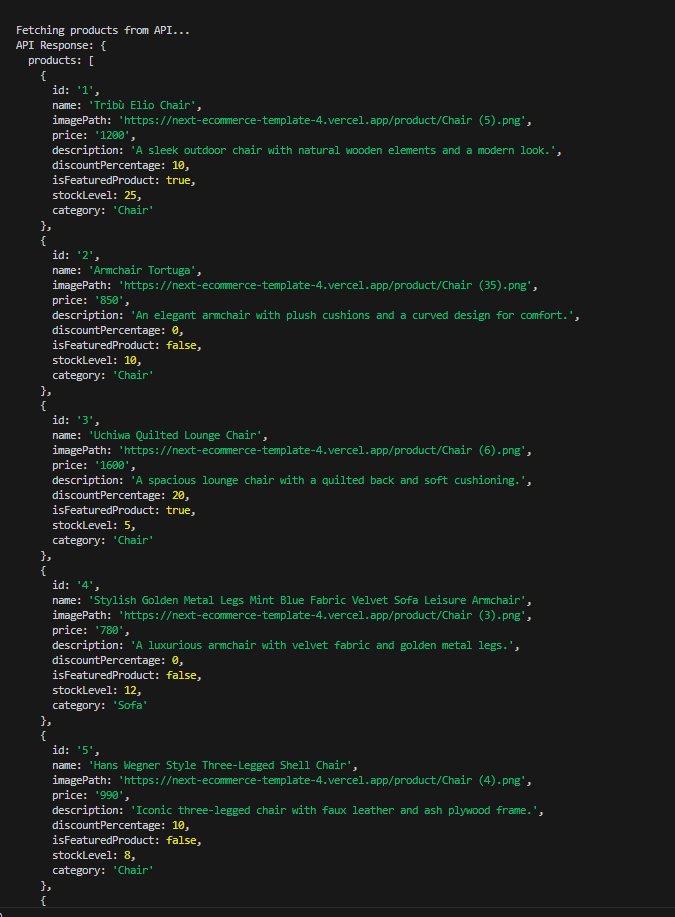 Fetching products from API...
API Response: {
  products: [
    {
      id: '1',
      name: 'Tribù Elio Chair',
      imagePath: 'https://next-ecommerce-template-4.vercel.app/product/Chair (5).png',
      price: '1200',
      description: 'A sleek outdoor chair with natural wooden elements and a modern look.',
      discountPercentage: 10,
      isFeaturedProduct: true,
      stockLevel: 25,
      category: 'Chair'
    },
    {
      id: '2',
      name: 'Armchair Tortuga',
      imagePath: 'https://next-ecommerce-template-4.vercel.app/product/Chair (35).png',
      price: '850',
      description: 'An elegant armchair with plush cushions and a curved design for comfort.',
      discountPercentage: 0,
      isFeaturedProduct: false,
      stockLevel: 10,
      category: 'Chair'
    },
    {
      id: '3',
      name: 'Uchiwa Quilted Lounge Chair',
      imagePath: 'https://next-ecommerce-template-4.vercel.app/product/Chair (6).png',
      price: '1600',
      description: 'A spacious lounge chair with a quilted back and soft cushioning.',
      discountPercentage: 20,
      isFeaturedProduct: true,
      stockLevel: 5,
      category: 'Chair'
    },
    {
      id: '4',
      name: 'Stylish Golden Metal Legs Mint Blue Fabric Velvet Sofa Leisure Armchair',
      imagePath: 'https://next-ecommerce-template-4.vercel.app/product/Chair (3).png',
      price: '780',
      description: 'A luxurious armchair with velvet fabric and golden metal legs.',
      discountPercentage: 0,
      isFeaturedProduct: false,
      stockLevel: 12,
      category: 'Sofa'
    },
    {
      id: '5',
      name: 'Hans Wegner Style Three-Legged Shell Chair',
      imagePath: 'https://next-ecommerce-template-4.vercel.app/product/Chair (4).png',
      price: '990',
      description: 'Iconic three-legged chair with faux leather and ash plywood frame.',
      discountPercentage: 10,
      isFeaturedProduct: false,
      stockLevel: 8,
      category: 'Chair'
    },
    {